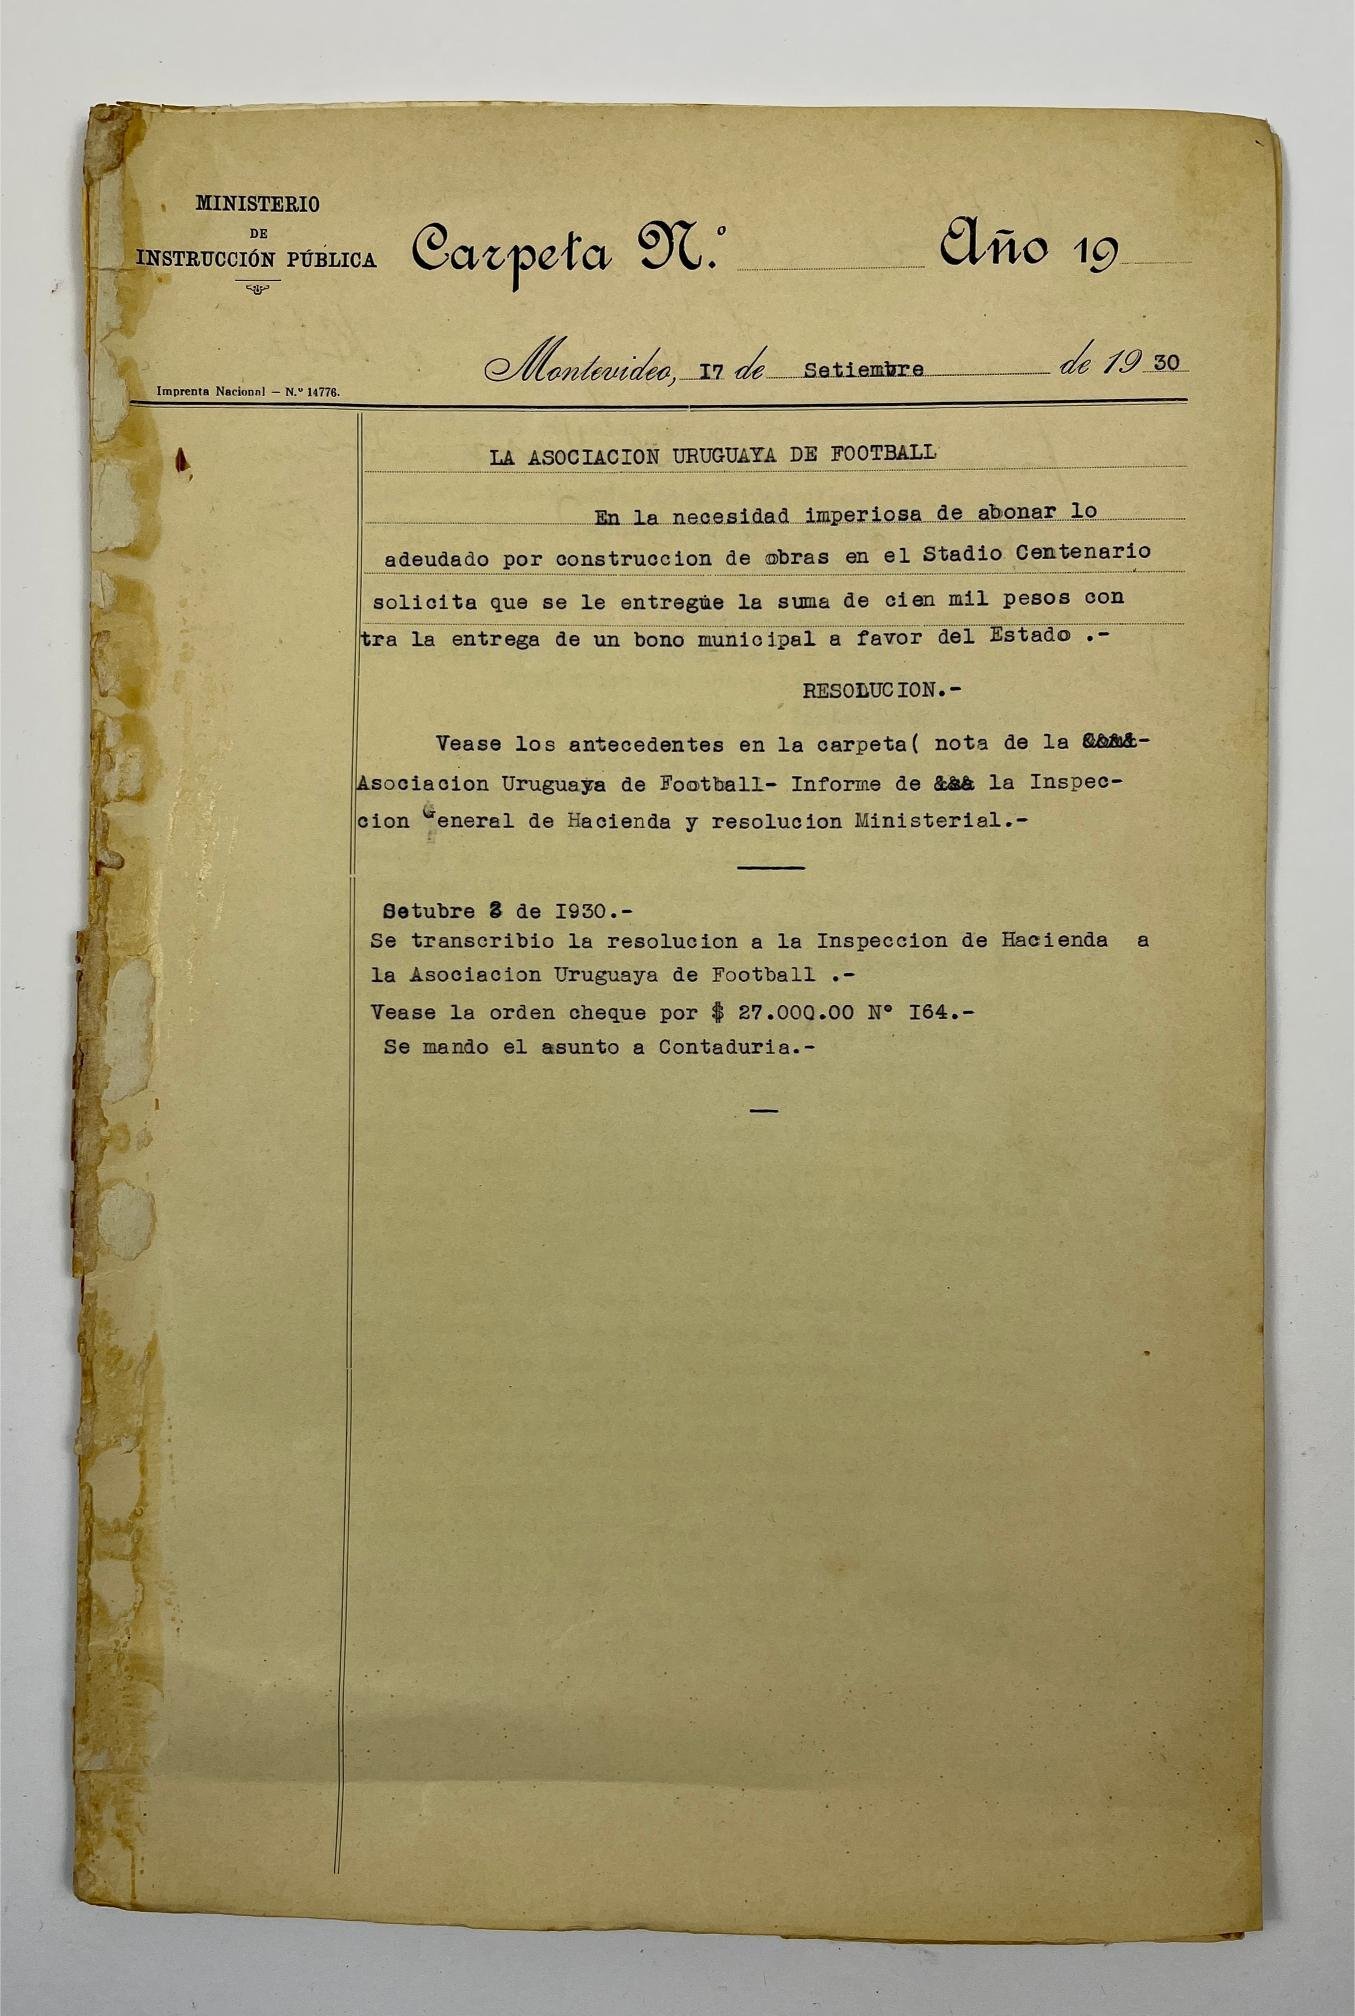 MINISTERIO
DE
INSTRUCCIÓN PÚBLICA
Carpeta N.º Año 19
Montevideo, I7 de Setiembre de 1930
Imprenta Nacional — N.º 14776.
LA ASOCIACION URUGUAYA DE FOOTBALL
En la necesidad imperiosa de abonar lo
adeudado por construccion de obras en el Stadio Centenario
solicita que se le entregue la suma de cien mil pesos con
tra la entrega de un bono municipal a favor del Estado .-
RESOLUCION.-
Vease los antecedentes en la carpeta( nota de la -
Asociacion Uruguaya de Football- Informe de la Inspec-
cion General de Hacienda y resolucion Ministerial.-
Setubre de I930.-
Se transcribio la resolucion a la Inspeccion de Hacienda a
la Asociacion Uruguaya de Football .-
Vease la orden cheque por $ 27.000.00 Nº I64.-
Se mando el asunto a Contaduria.-